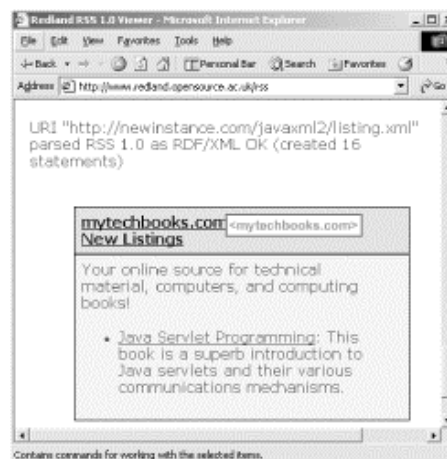 Redland RSS 1.0 Viewer - Microsoft Internet Explorer
File Edit View Favorites Tools Help
Back Personal Bar Search Favorites
Address http://www.redland.opensource.ac.uk/rss Go
URI "http://newinstance.com/javaxml2/listing.xml"
parsed RSS 1.0 as RDF/XML OK (created 16
statements)
mytechbooks.com <mytechbooks.com>
New Listings
Your online source for technical
material, computers, and computing
books!
• Java Servlet Programming: This
book is a superb introduction to
Java servlets and their various
communications mechanisms.
Contains commands for working with the selected items.